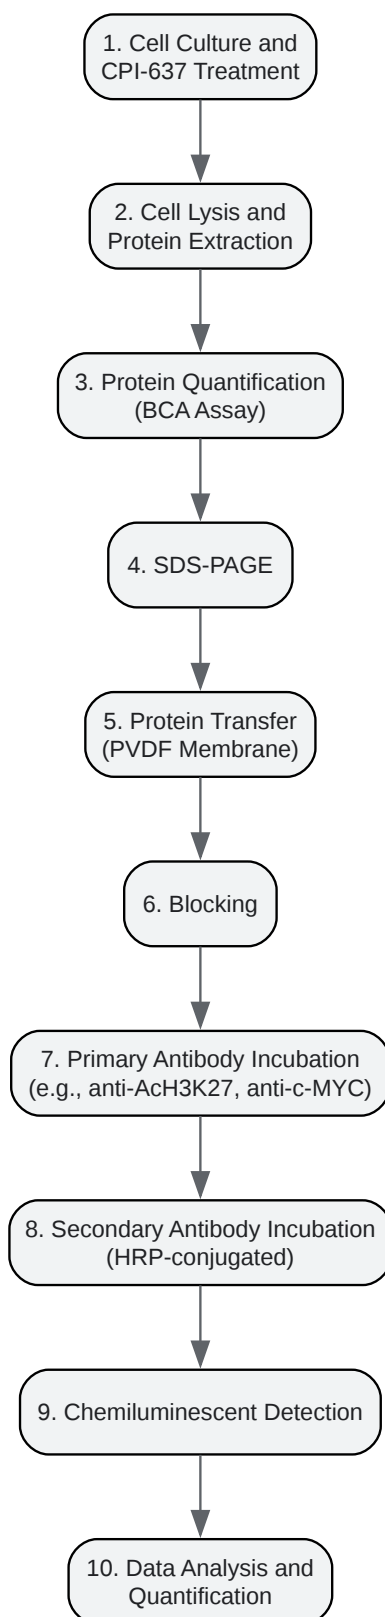 1. Cell Culture and
CPI-637 Treatment
2. Cell Lysis and
Protein Extraction
3. Protein Quantification
(BCA Assay)
4. SDS-PAGE
5. Protein Transfer
(PVDF Membrane)
6. Blocking
7. Primary Antibody Incubation
(e.g., anti-AcH3K27, anti-c-MYC)
8. Secondary Antibody Incubation
(HRP-conjugated)
9. Chemiluminescent Detection
10. Data Analysis and
Quantification